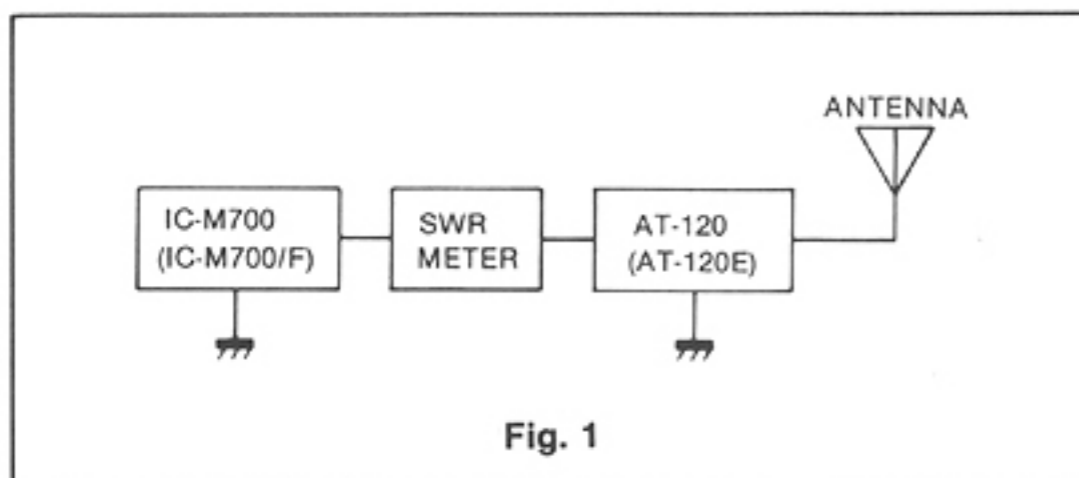 ANTENNA
IC-M700
(IC-M700/F)
SWR
METER
AT-120
(AT-120E)
Fig. 1